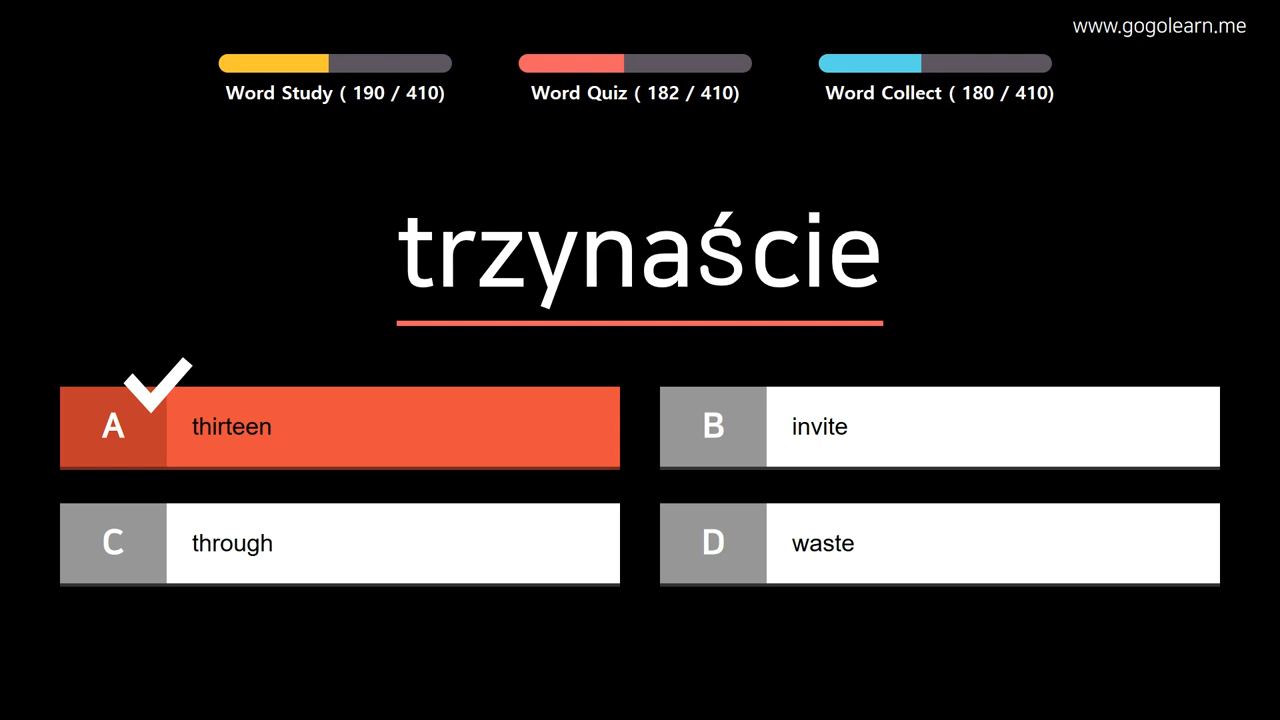 www.gogolearn.me
Word Study ( 190 / 410)
Word Quiz ( 182 / 410)
Word Collect ( 180 / 410)
trzynaście
A thirteen
B invite
C through
D waste